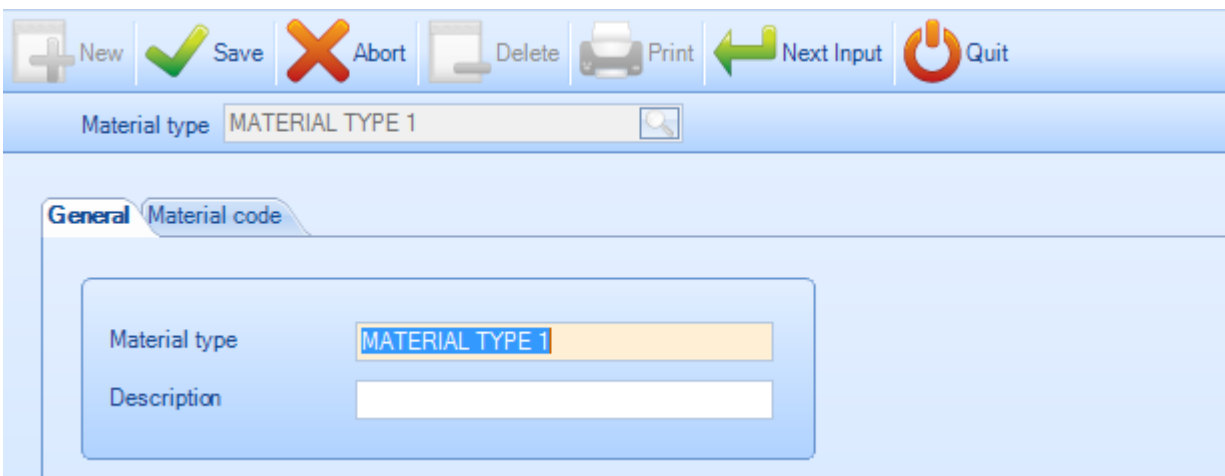 New Save Abort Delete Print Next Input Quit
Material type MATERIAL TYPE 1
General Material code
Material type MATERIAL TYPE 1
Description